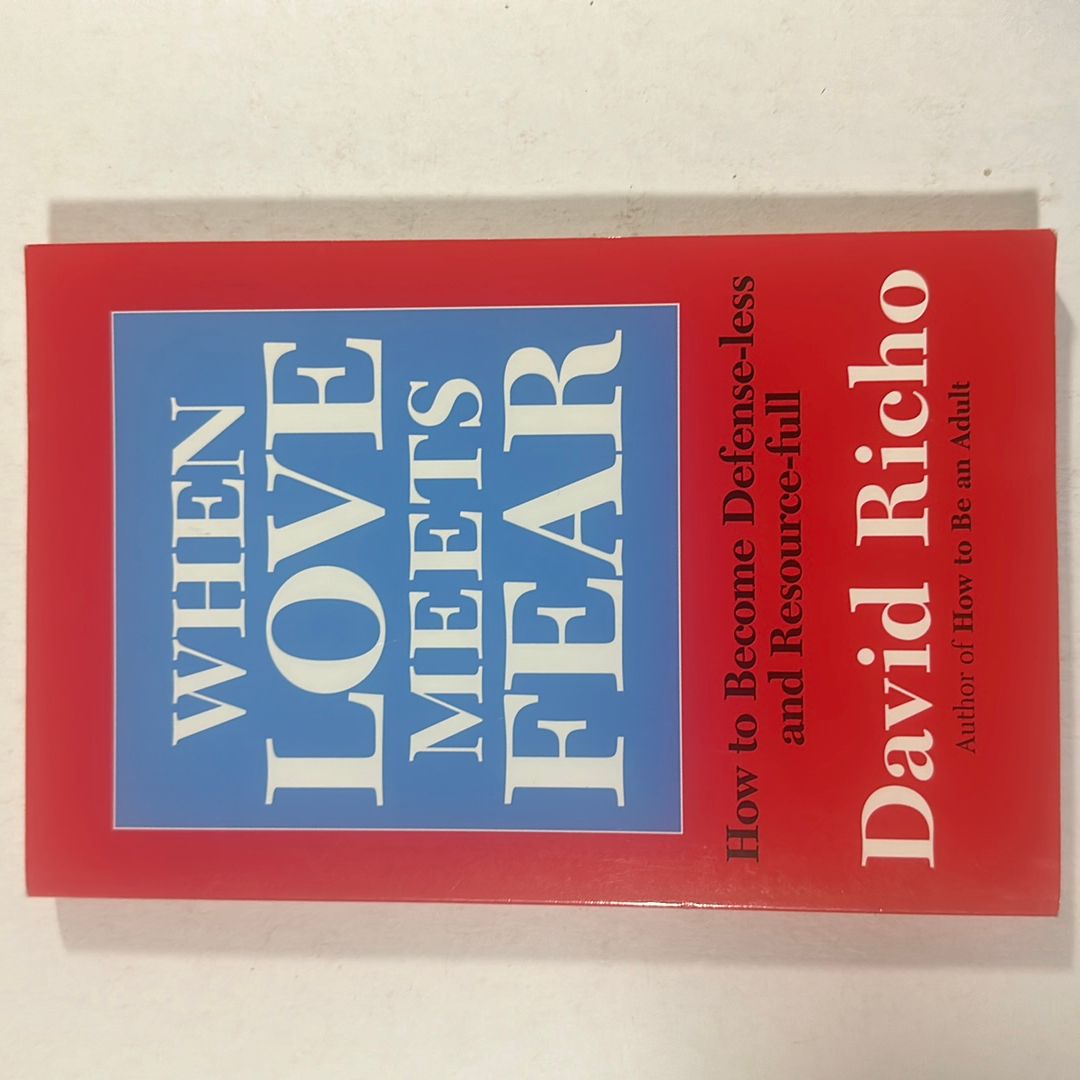 WHEN
LOVE
MEETS
FEAR
How to Become Defense-less
and Resource-full
David Richo
Author of How to Be an Adult